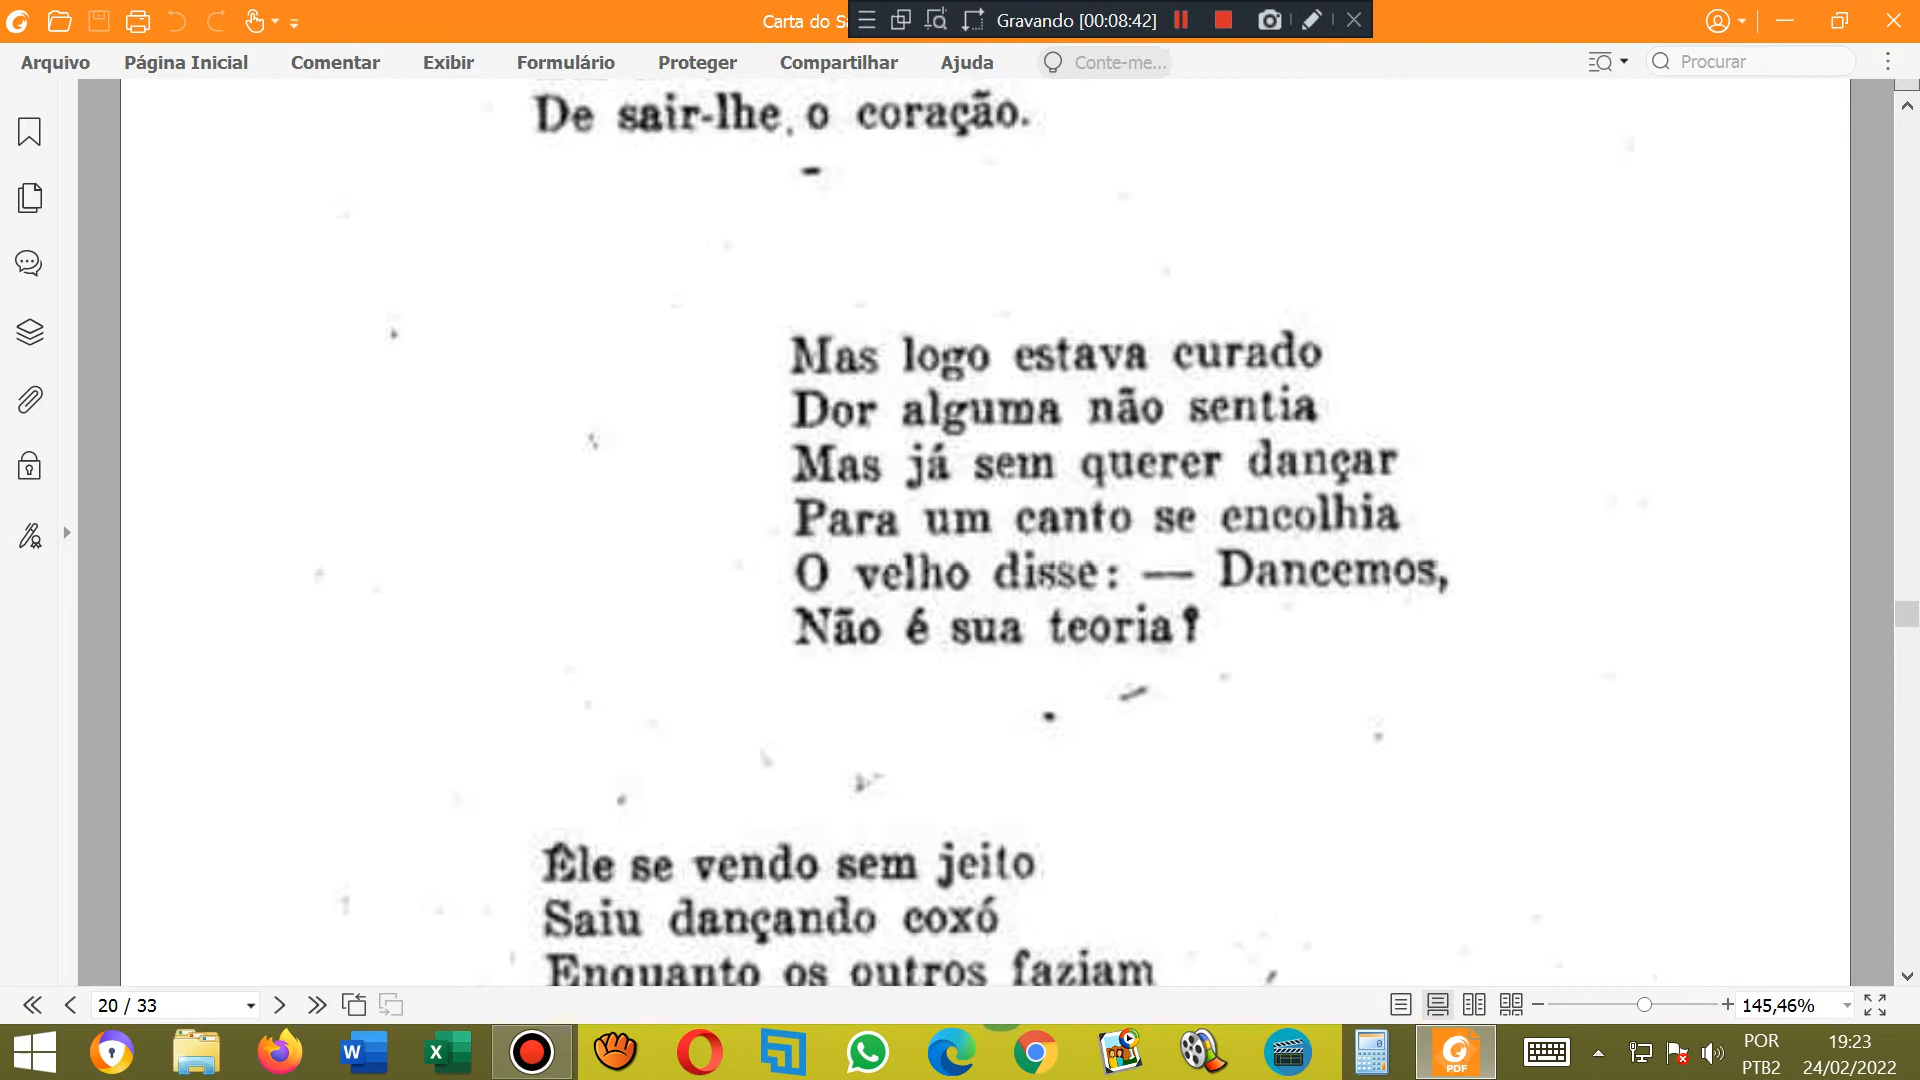 Carta do Sa
Gravando [00:08:42]
Arquivo Página Inicial Comentar Exibir Formulário Proteger Compartilhar Ajuda Conte-me... Procurar
De sair-lhe o coração.
Mas logo estava curado
Dor alguma não sentia
Mas já sem querer dançar
Para um canto se encolhia
O velho disse: — Dancemos,
Não é sua teoria?
Êle se vendo sem jeito
Saiu dançando coxó
Enquanto os outros faziam
20 / 33
145,46%
POR 19:23
PTB2 24/02/2022